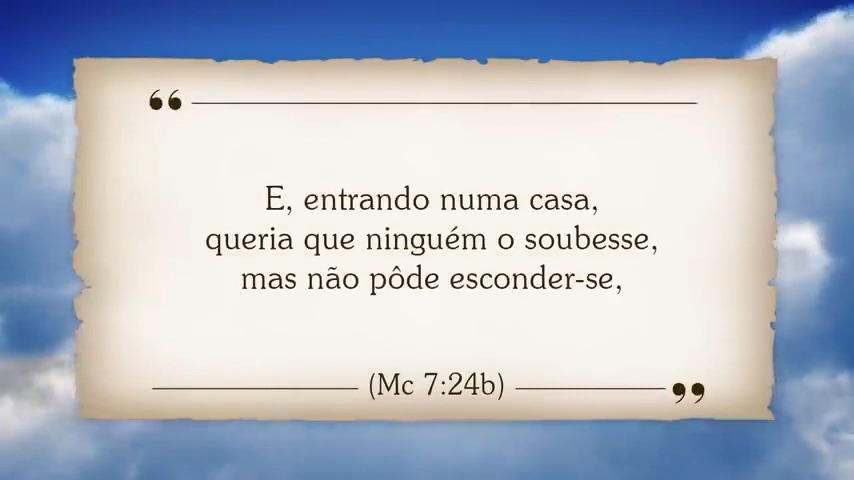 E, entrando numa casa,
queria que ninguém o soubesse,
mas não pôde esconder-se,
(Mc 7:24b)